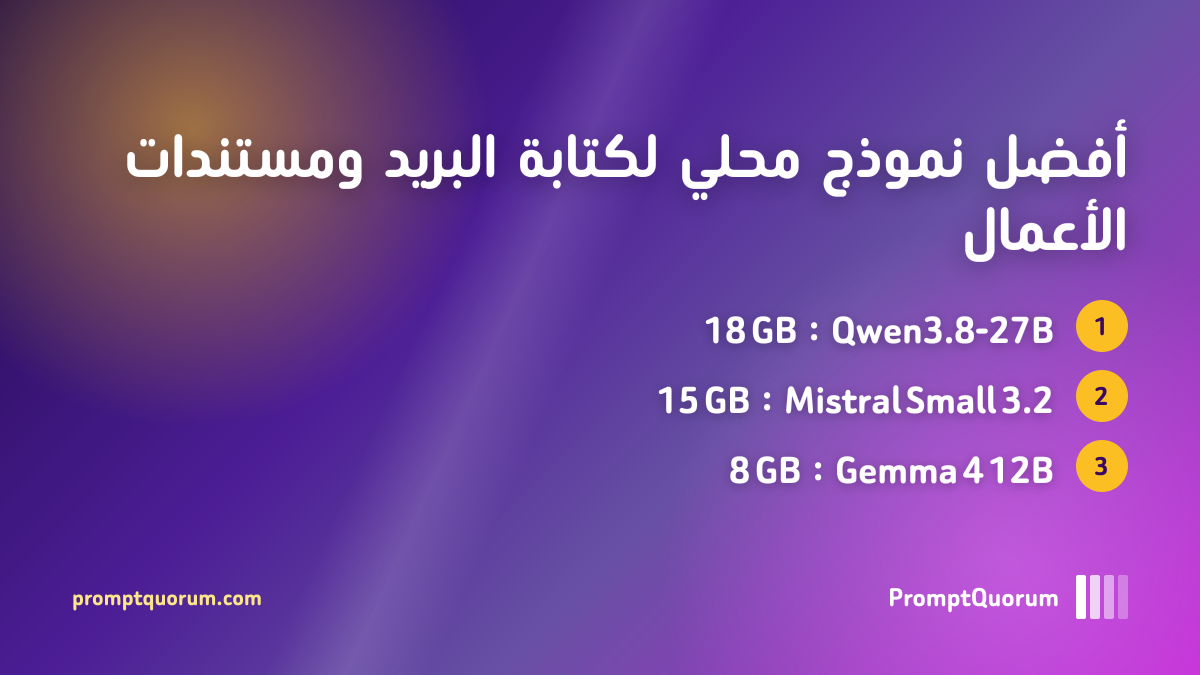 أفضل نموذج محلي لكتابة البريد ومستندات
الأعمال
1 Qwen3.8-27B : 18 GB
2 Mistral Small 3.2 : 15 GB
3 Gemma 4 12B : 8 GB
PromptQuorum
promptquorum.com